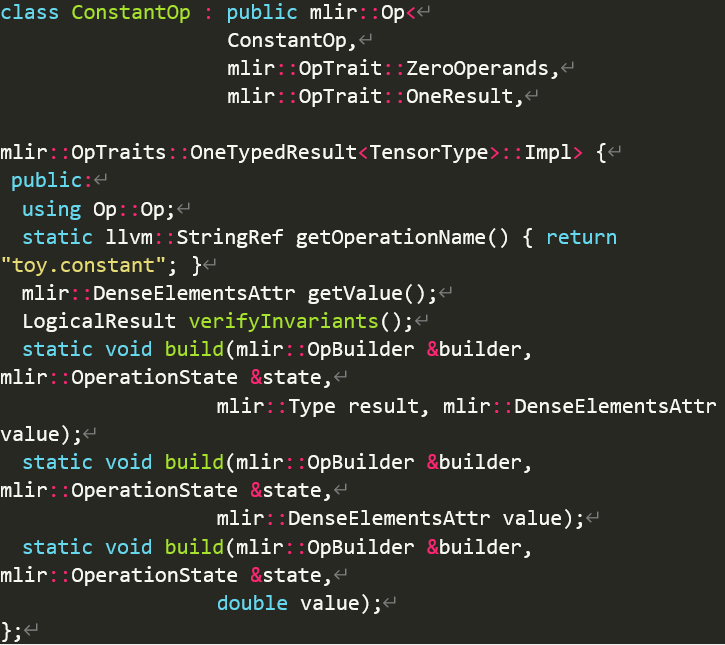 class ConstantOp : public mlir::Op<↵
                   ConstantOp,↵
                   mlir::OpTrait::ZeroOperands,↵
                   mlir::OpTrait::OneResult,↵

mlir::OpTraits::OneTypedResult<TensorType>::Impl> {↵
 public:↵
  using Op::Op;↵
  static llvm::StringRef getOperationName() { return
"toy.constant"; }↵
  mlir::DenseElementsAttr getValue();↵
  LogicalResult verifyInvariants();↵
  static void build(mlir::OpBuilder &builder,
mlir::OperationState &state,↵
                  mlir::Type result, mlir::DenseElementsAttr
value);↵
  static void build(mlir::OpBuilder &builder,
mlir::OperationState &state,↵
                  mlir::DenseElementsAttr value);↵
  static void build(mlir::OpBuilder &builder,
mlir::OperationState &state,↵
                  double value);↵
};↵